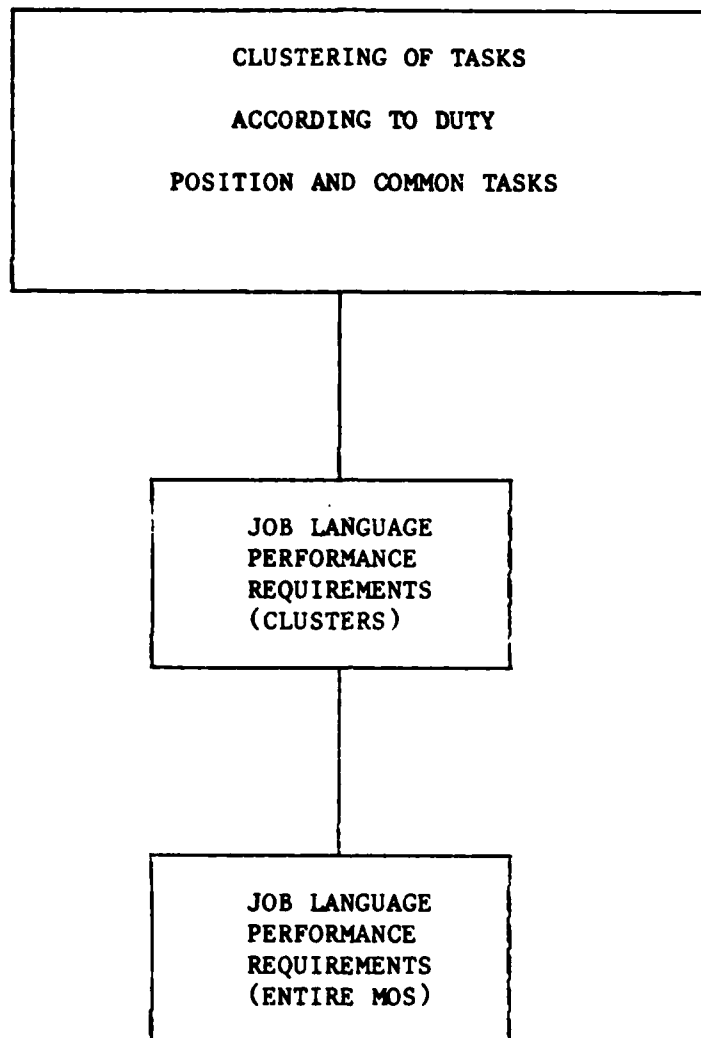 CLUSTERING OF TASKS
ACCORDING TO DUTY
POSITION AND COMMON TASKS
JOB LANGUAGE
PERFORMANCE
REQUIREMENTS
(CLUSTERS)
JOB LANGUAGE
PERFORMANCE
REQUIREMENTS
(ENTIRE MOS)